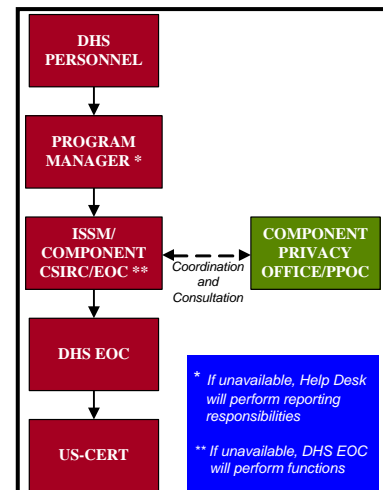 DHS
PERSONNEL
PROGRAM
MANAGER *
ISSM/
COMPONENT
CSIRC/EOC **
Coordination
and
Consultation
COMPONENT
PRIVACY
OFFICE/PPOC
DHS EOC
US-CERT
* If unavailable, Help Desk
will perform reporting
responsibilities
** If unavailable, DHS EOC
will perform functions